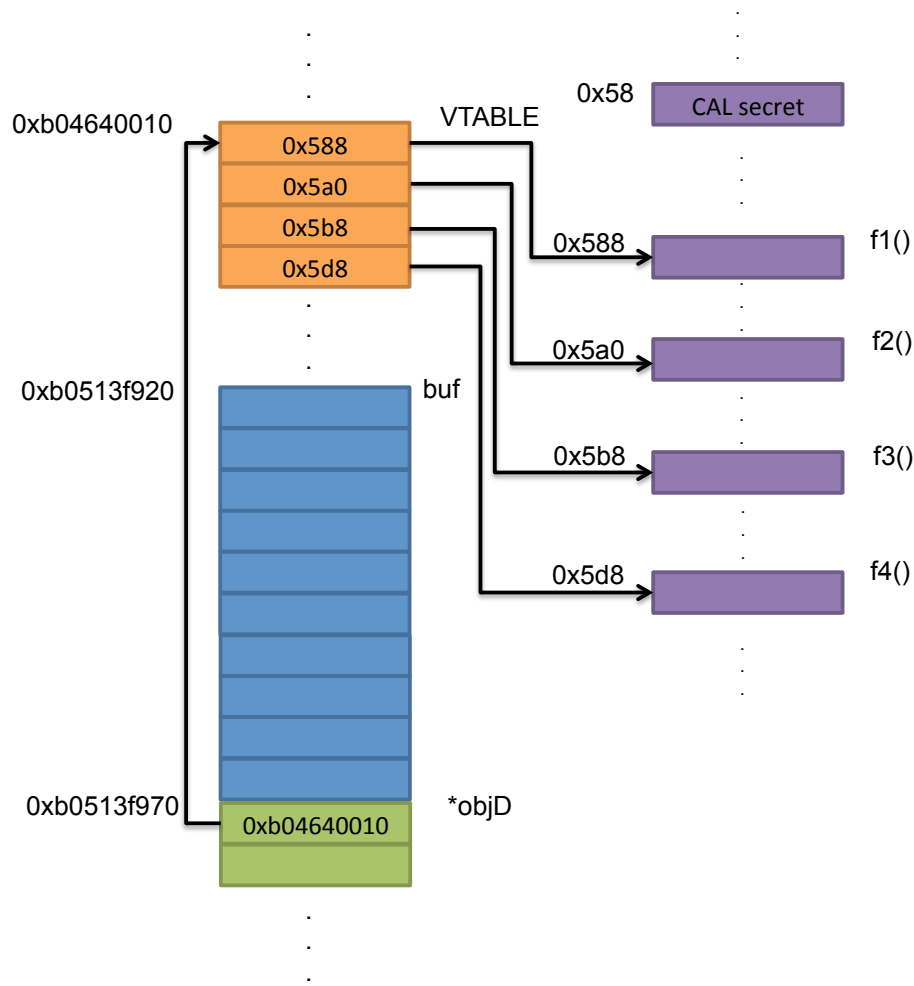 0x58
CAL secret
0xb04640010
VTABLE
0x588
0x5a0
0x5b8
0x5d8
0x588
f1()
0x5a0
f2()
0xb0513f920
buf
0x5b8
f3()
0x5d8
f4()
0xb0513f970
0xb04640010
*objD